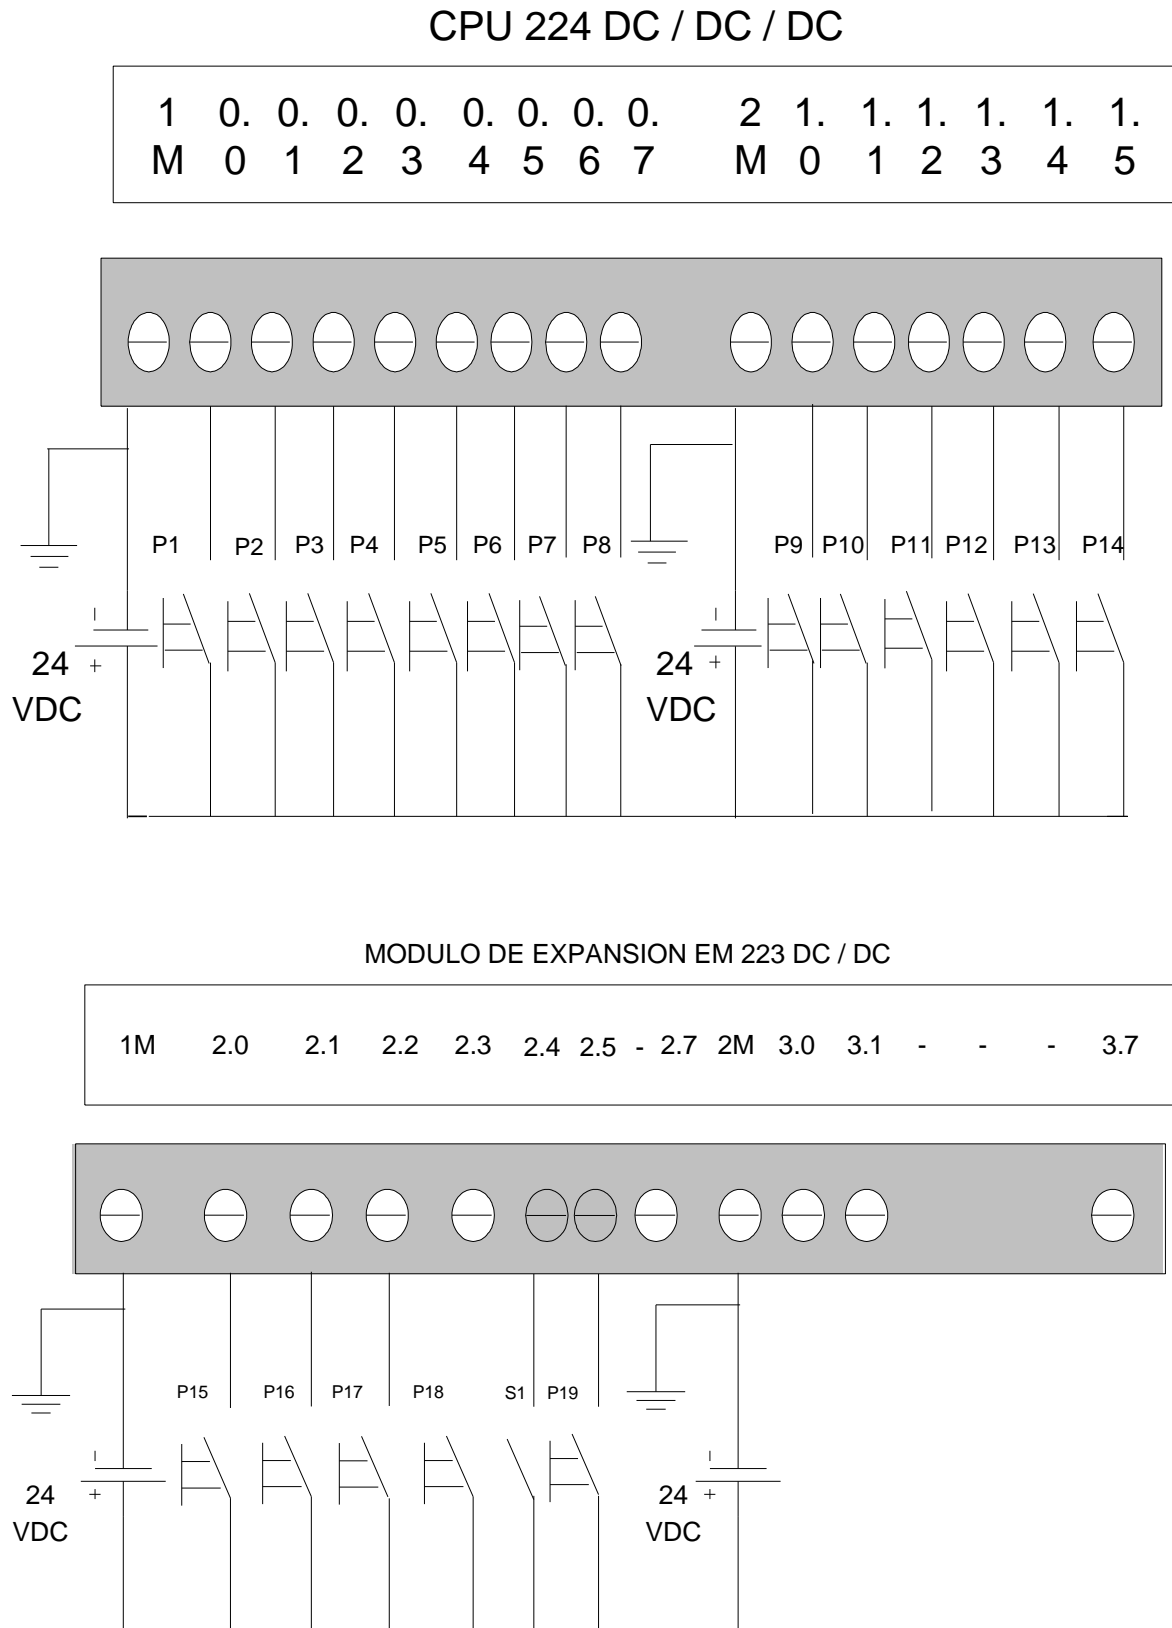 CPU 224 DC / DC / DC
1 0. 0. 0. 0. 0. 0. 0. 0. 2 1. 1. 1. 1. 1. 1.
M 0 1 2 3 4 5 6 7 M 0 1 2 3 4 5
P1 P2 P3 P4 P5 P6 P7 P8 P9 P10 P11 P12 P13 P14
- -
24 + 24 +
VDC VDC
MODULO DE EXPANSION EM 223 DC / DC
1M 2.0 2.1 2.2 2.3 2.4 2.5 - 2.7 2M 3.0 3.1 - - - 3.7
P15 P16 P17 P18 S1 P19
- -
24 + 24 +
VDC VDC